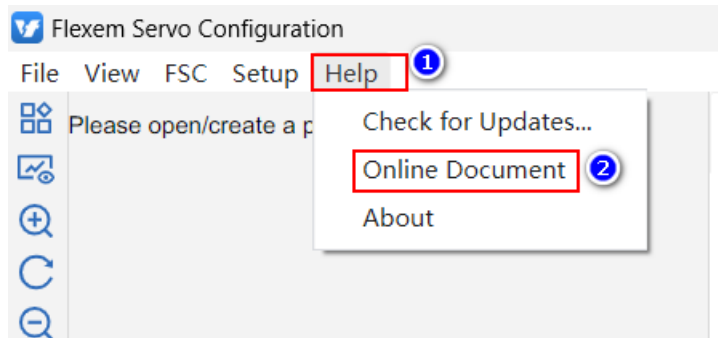 Flexem Servo Configuration
File View FSC Setup Help 1
Please open/create a p
Check for Updates...
Online Document 2
About